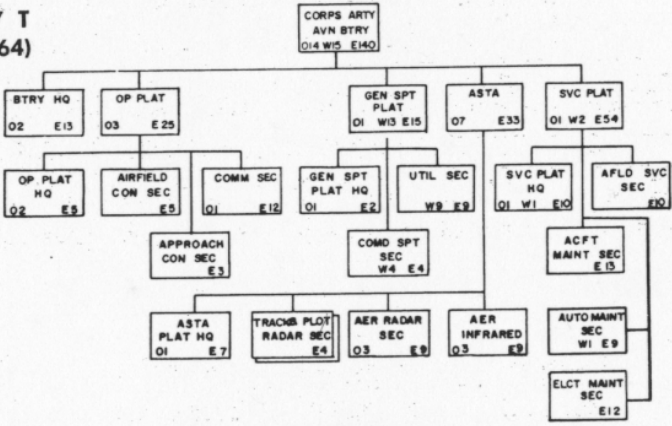 Y T
64)
CORPS ARTY
AVN BTRY
O14 W15 E140
BTRY HQ
O2 E13
OP PLAT
O3 E25
GEN SPT
PLAT
O1 W13 E15
ASTA
O7 E33
SVC PLAT
O1 W2 E54
OP PLAT
HQ
O2 E5
AIRFIELD
CON SEC
E5
COMM SEC
O1 E12
GEN SPT
PLAT HQ
O1 E2
UTIL SEC
W9 E9
SVC PLAT
HQ
O1 W1 E10
AFLD SVC
SEC
E10
APPROACH
CON SEC
E3
COMD SPT
SEC
W4 E4
ACFT
MAINT SEC
E13
ASTA
PLAT HQ
O1 E7
TRACK& PLOT
RADAR SEC
E4
AER RADAR
SEC
O3 E9
AER
INFRARED
O3 E9
AUTO MAINT
SEC
W1 E9
ELCT MAINT
SEC
E12